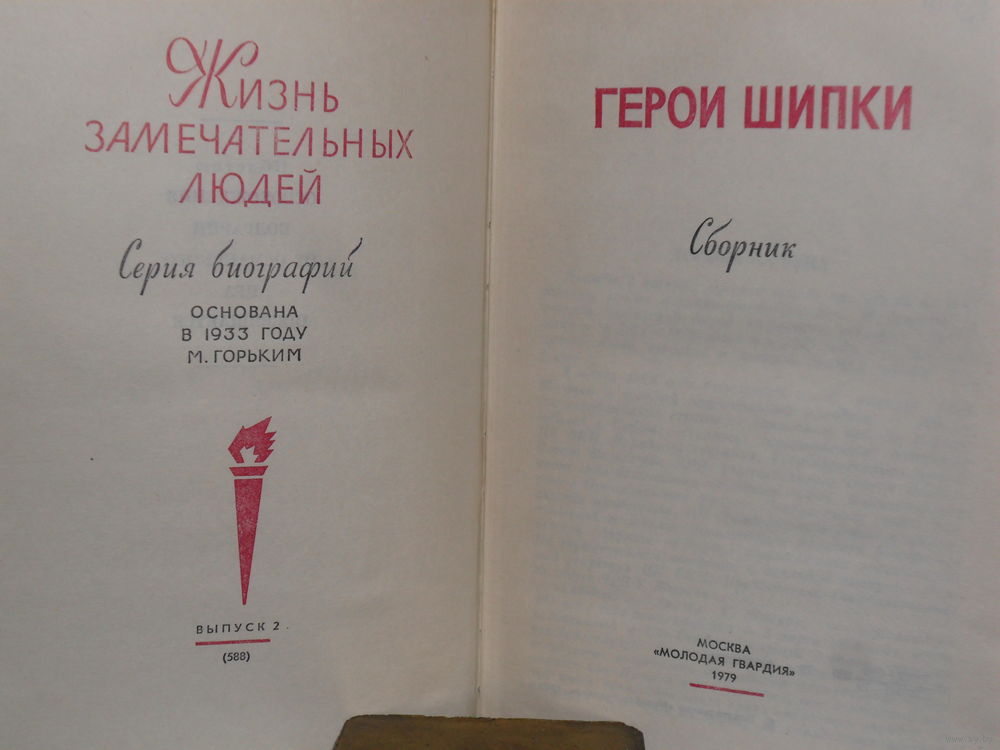 Жизнь
ЗАМЕЧАТЕЛЬНЫХ
ЛЮДЕЙ
Серия биографий
ОСНОВАНА
В 1933 ГОДУ
М. ГОРЬКИМ
ВЫПУСК 2
(588)
ГЕРОИ ШИПКИ
Сборник
МОСКВА
«МОЛОДАЯ ГВАРДИЯ»
1979